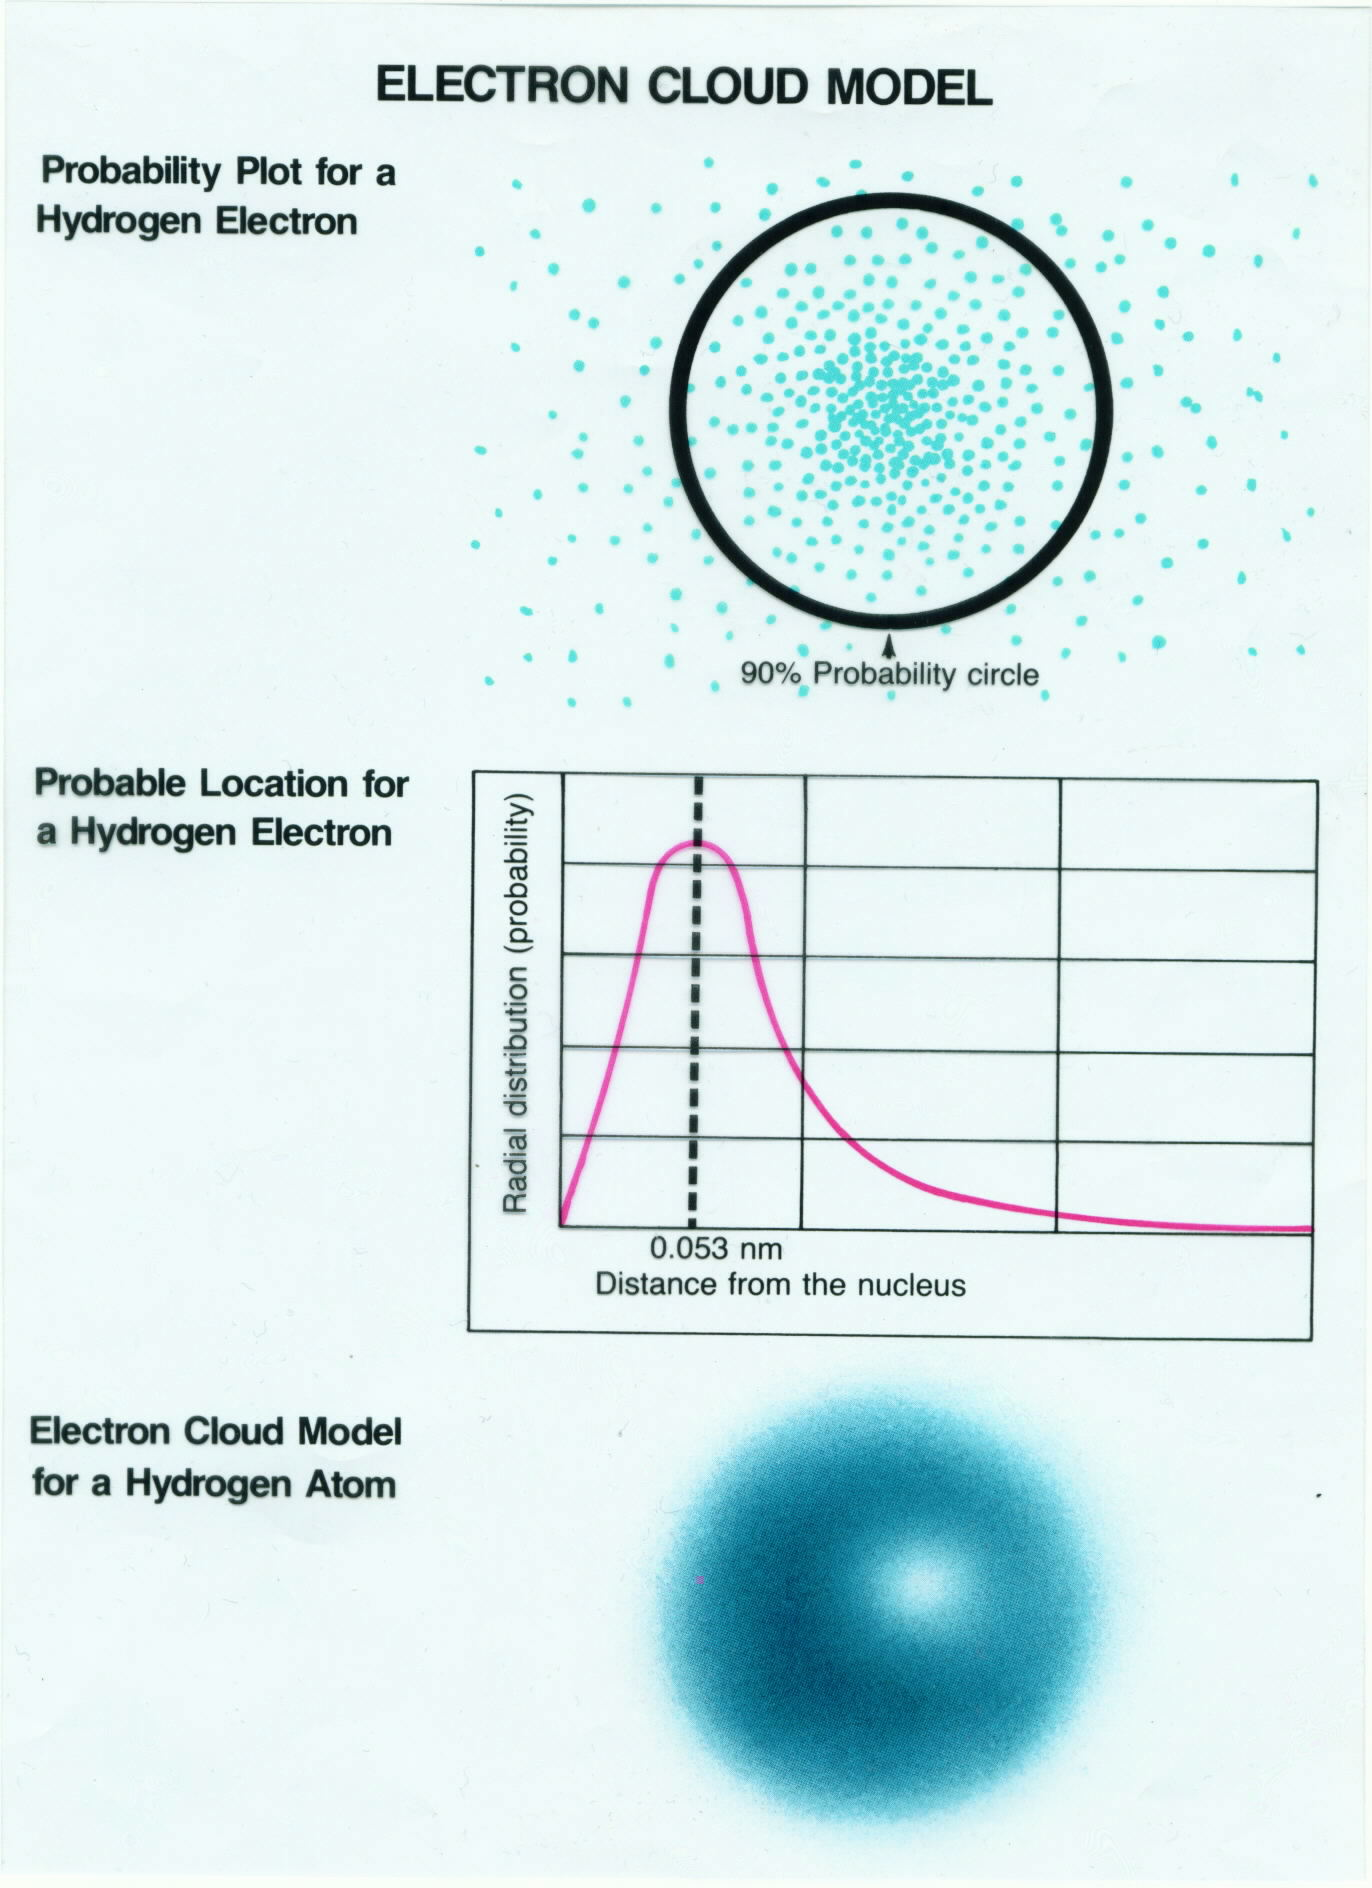 ELECTRON CLOUD MODEL
Probability Plot for a
Hydrogen Electron
90% Probability circle
Probable Location for
a Hydrogen Electron
Radial distribution (probability)
0.053 nm
Distance from the nucleus
Electron Cloud Model
for a Hydrogen Atom